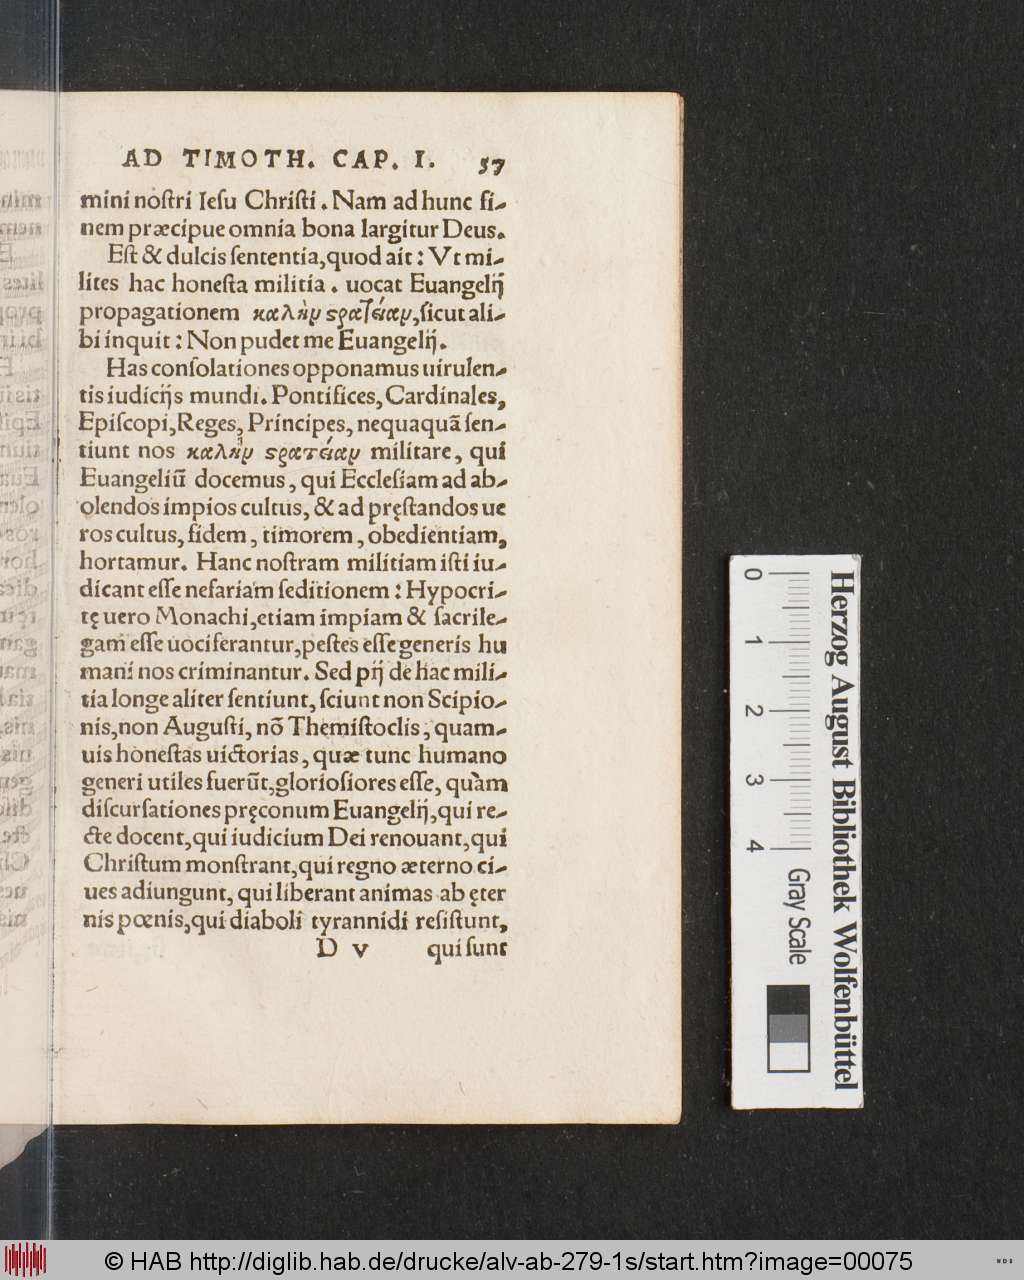 AD TIMOTH. CAP. I. 57
mini noſtri Ieſu Chriſti. Nam ad hunc fi-
nem præcipue omnia bona largitur Deus.
Eſt & dulcis ſententia, quod ait: Vt mi-
lites hac honeſta militia. uocat Euangelij
propagationem καλὴν ϛρατείαν, ſicut ali-
bi inquit: Non pudet me Euangelij.
Has conſolationes opponamus uirulen-
tis iudicijs mundi. Pontifices, Cardinales,
Epiſcopi, Reges, Principes, nequaquã ſen-
tiunt nos καλὴν ϛρατείαν militare, qui
Euangeliũ docemus, qui Eccleſiam ad ab-
olendos impios cultus, & ad pręſtandos ue
ros cultus, fidem, timorem, obedientiam,
hortamur. Hanc noſtram militiam iſti iu-
dicant eſſe nefariam ſeditionem: Hypocri-
tę uero Monachi, etiam impiam & ſacrile-
gam eſſe uociferantur, peſtes eſſe generis hu
mani nos criminantur. Sed pij de hac mili-
tia longe aliter ſentiunt, ſciunt non Scipio-
nis, non Auguſti, nõ Themiſtoclis, quam-
uis honeſtas uictorias, quæ tunc humano
generi utiles fuerũt, glorioſiores eſſe, quàm
diſcurſationes pręconum Euangelij, qui re-
cte docent, qui iudicium Dei renouant, qui
Chriſtum monſtrant, qui regno æterno ci-
ues adiungunt, qui liberant animas ab ęter
nis pœnis, qui diaboli tyrannidi reſiſtunt,
D v qui ſunt
Herzog August Bibliothek Wolfenbüttel
0 1 2 3 4 Gray Scale
© HAB http://diglib.hab.de/drucke/alv-ab-279-1s/start.htm?image=00075